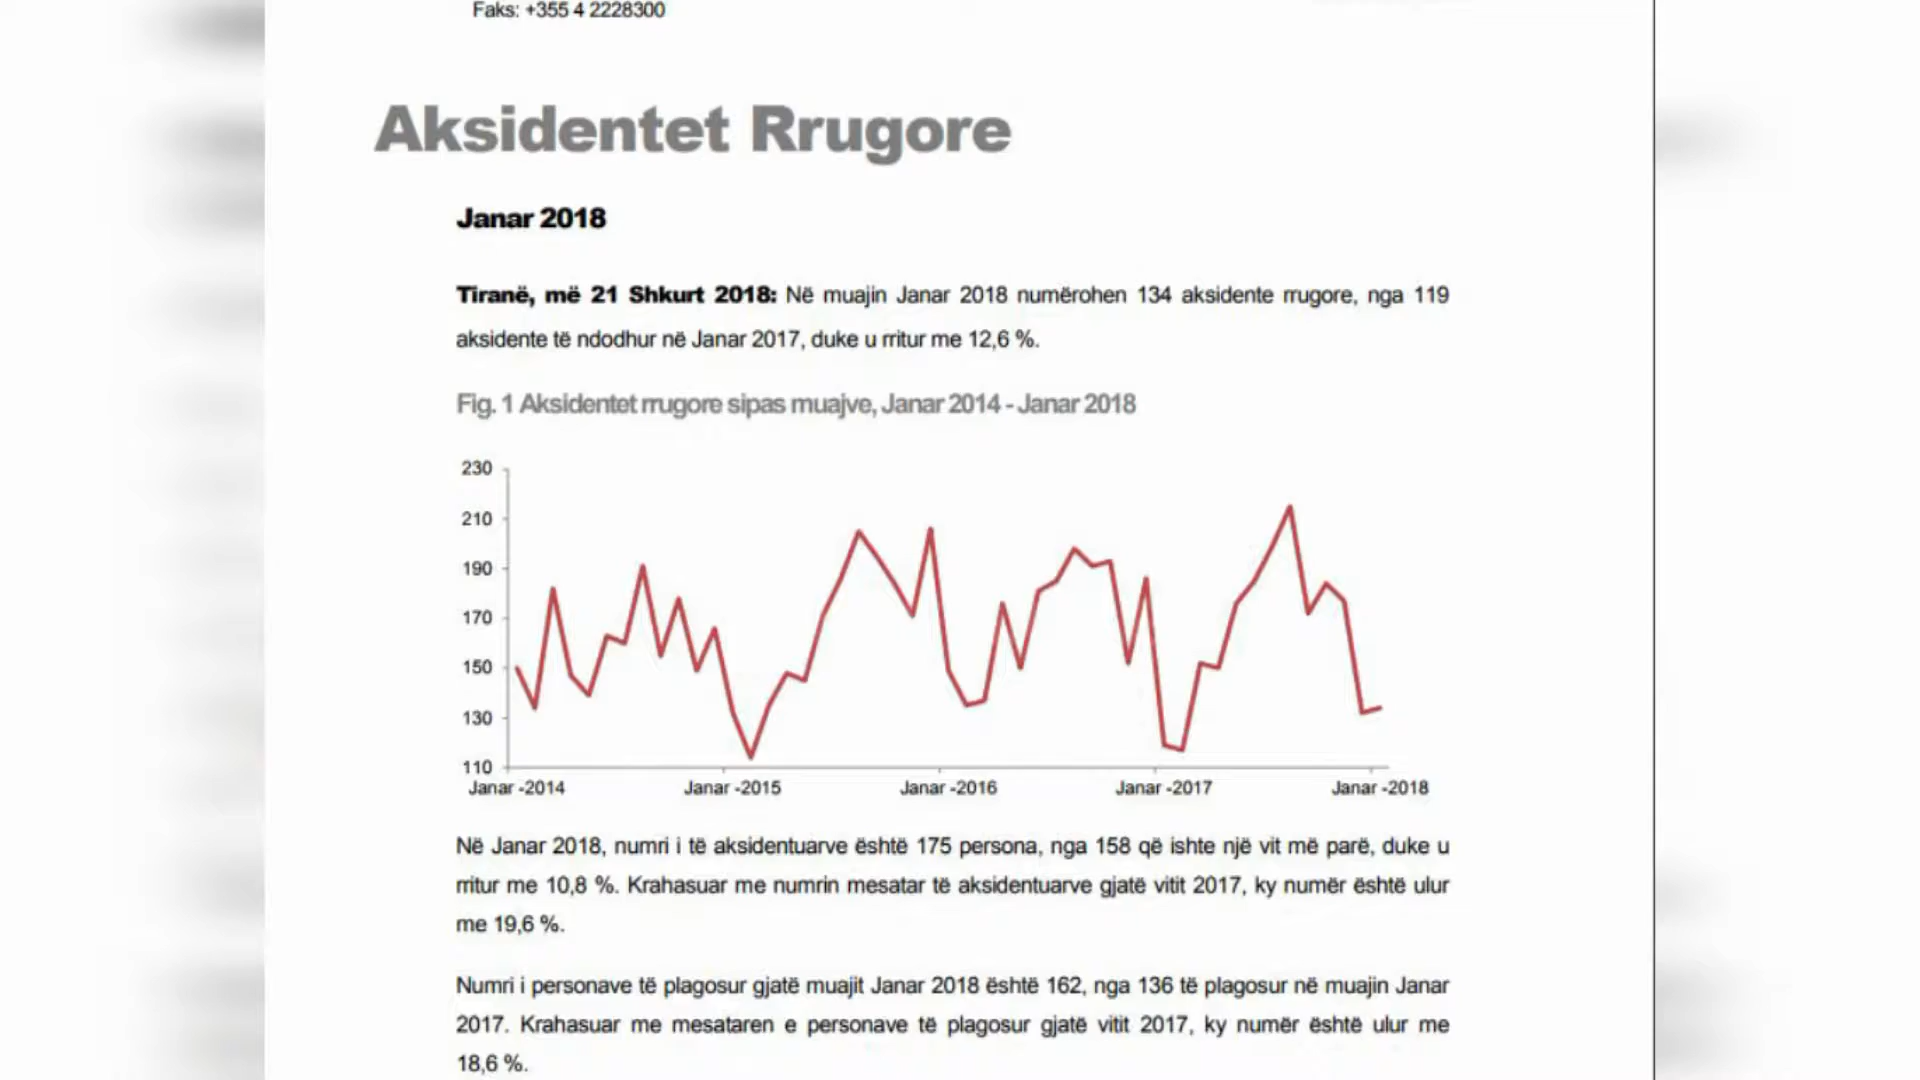 Faks: +355 4 2228300
Aksidentet Rrugore
Janar 2018
Tiranë, më 21 Shkurt 2018: Në muajin Janar 2018 numërohen 134 aksidente rrugore, nga 119
aksidente të ndodhur në Janar 2017, duke u rritur me 12,6 %.
Fig. 1 Aksidentet rrugore sipas muajve, Janar 2014 - Janar 2018
230
210
190
170
150
130
110
Janar -2014 Janar -2015 Janar -2016 Janar -2017 Janar -2018
Në Janar 2018, numri i të aksidentuarve është 175 persona, nga 158 që ishte një vit më parë, duke u
rritur me 10,8 %. Krahasuar me numrin mesatar të aksidentuarve gjatë vitit 2017, ky numër është ulur
me 19,6 %.
Numri i personave të plagosur gjatë muajit Janar 2018 është 162, nga 136 të plagosur në muajin Janar
2017. Krahasuar me mesataren e personave të plagosur gjatë vitit 2017, ky numër është ulur me
18,6 %.